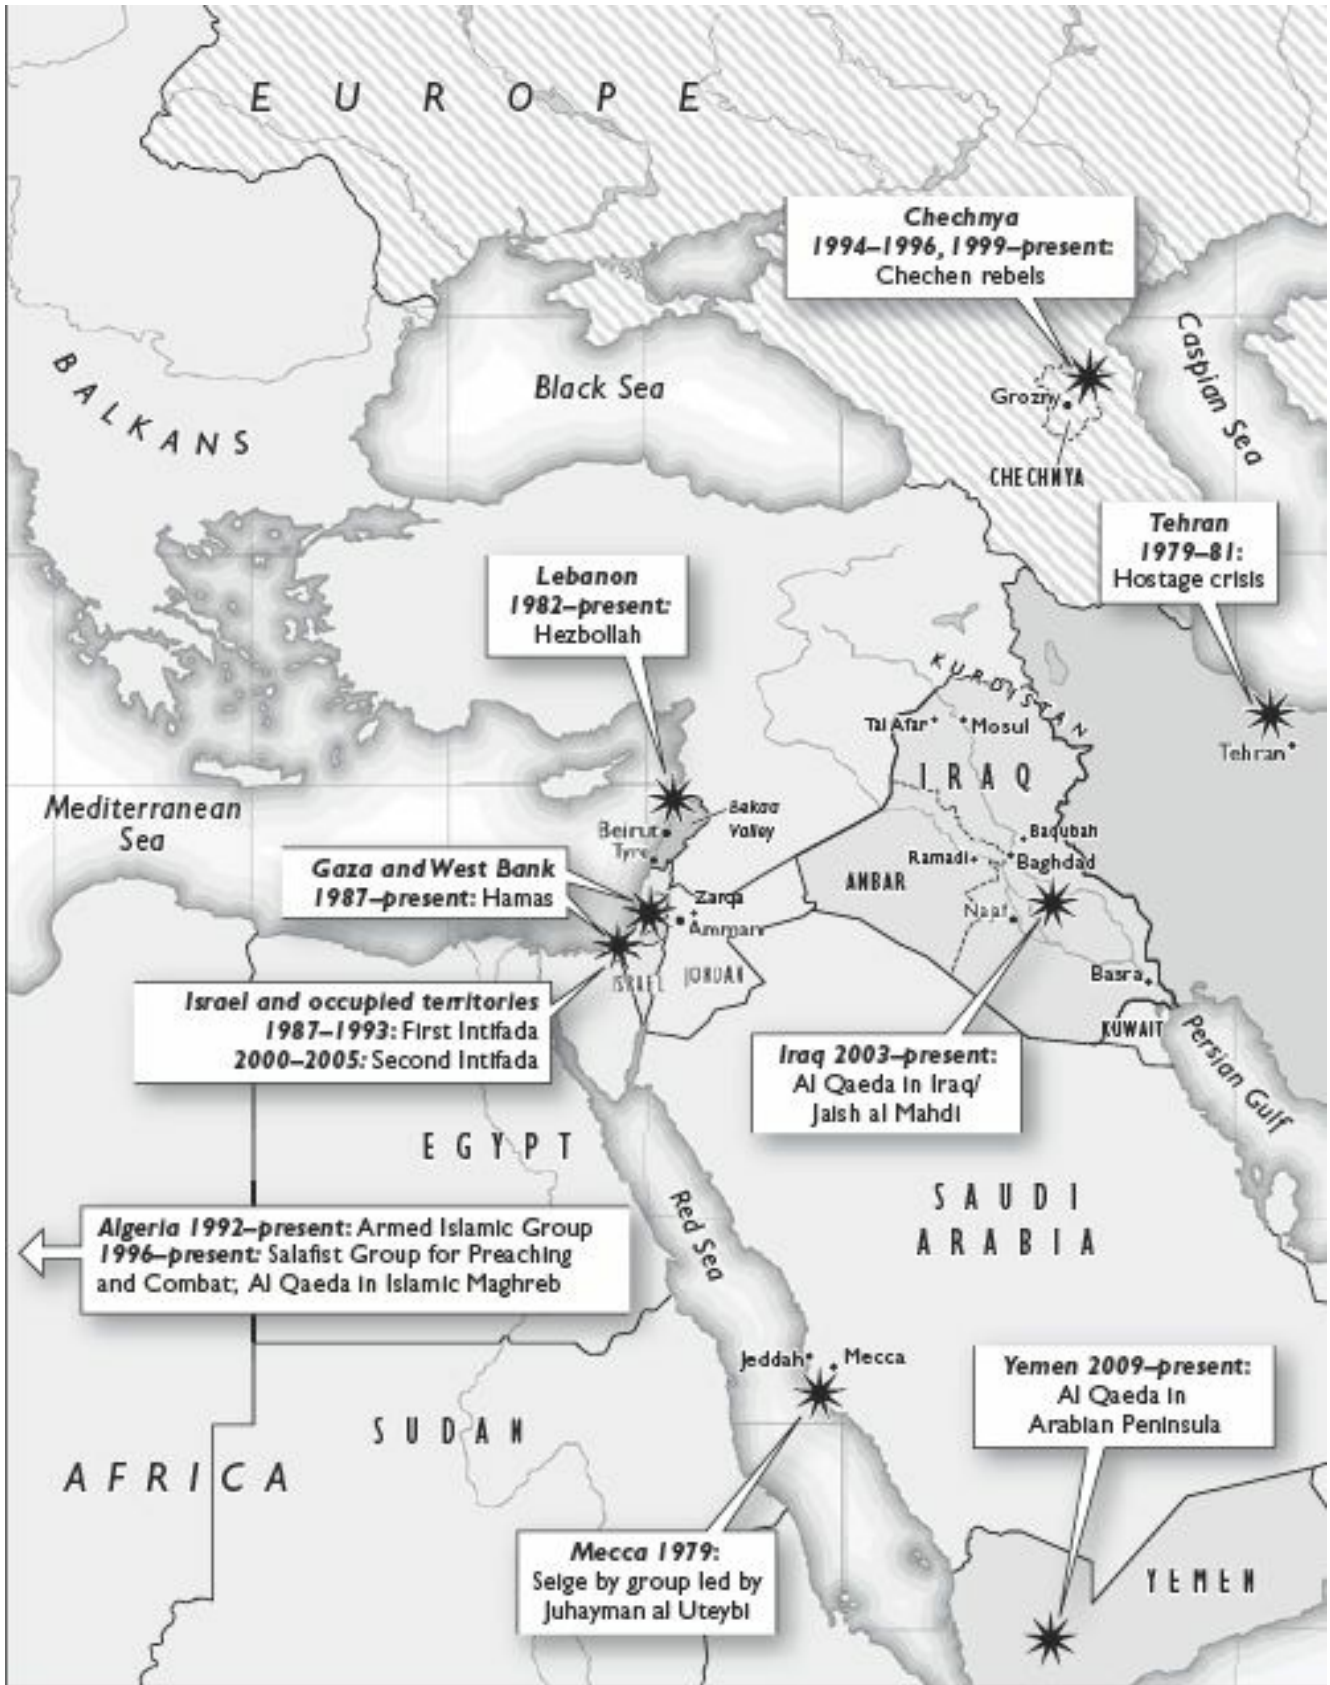 EUROPE
Chechnya
1994–1996, 1999–present:
Chechen rebels
Caspian Sea
BALKANS
Black Sea
Grozny
CHECHNYA
Tehran
1979–81:
Hostage crisis
Lebanon
1982–present:
Hezbollah
KURDISTAN
Tal Afar
Mosul
Tehran
IRAQ
Mediterranean
Sea
Bekaa
Valley
Beirut
Tyre
Baqubah
Ramadi
Baghdad
Gaza and West Bank
1987–present: Hamas
ANBAR
Zarqa
Najaf
Amman
ISRAEL
JORDAN
Basra
Israel and occupied territories
1987–1993: First Intifada
2000–2005: Second Intifada
KUWAIT
Persian Gulf
Iraq 2003–present:
Al Qaeda in Iraq/
Jaish al Mahdi
EGYPT
Red Sea
SAUDI
ARABIA
Algeria 1992–present: Armed Islamic Group
1996–present: Salafist Group for Preaching
and Combat; Al Qaeda in Islamic Maghreb
Jeddah
Mecca
Yemen 2009–present:
Al Qaeda in
Arabian Peninsula
SUDAN
AFRICA
Mecca 1979:
Seige by group led by
Juhayman al Uteybi
YEMEN